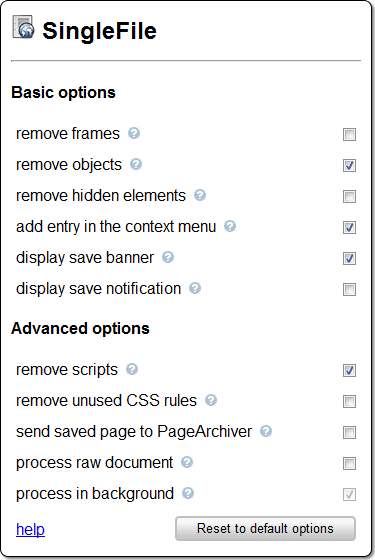 SingleFile
Basic options
remove frames ?
remove objects ?
remove hidden elements ?
add entry in the context menu ?
display save banner ?
display save notification ?
Advanced options
remove scripts ?
remove unused CSS rules ?
send saved page to PageArchiver ?
process raw document ?
process in background ?
help Reset to default options